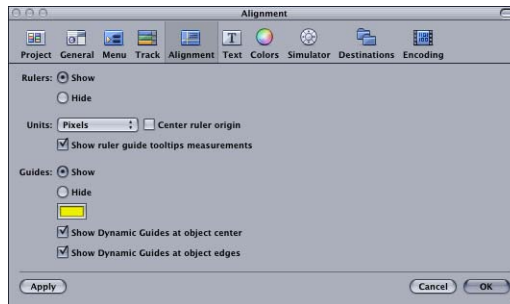 Alignment
Project General Menu Track Alignment Text Colors Simulator Destinations Encoding
Rulers: Show
Hide
Units: Pixels Center ruler origin
Show ruler guide tooltips measurements
Guides: Show
Hide
Show Dynamic Guides at object center
Show Dynamic Guides at object edges
Apply Cancel OK